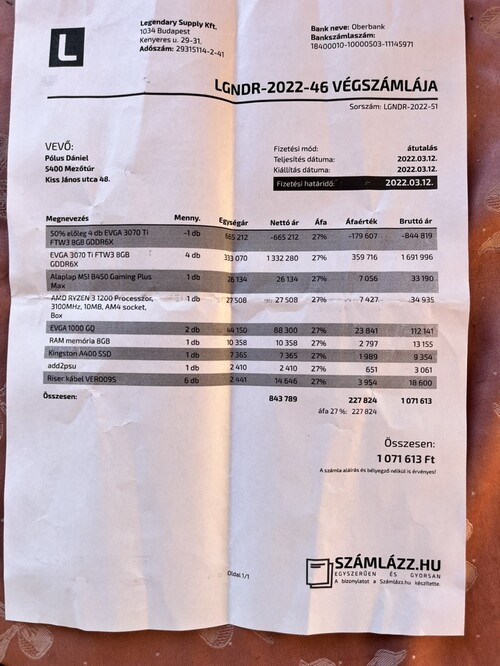 L
Legendary Supply Kft.
1034 Budapest
Kenyeres u. 29-31.
Adószám: 29315114-2-41
Bank neve: Oberbank
Bankszámlaszám:
18400010-10000503-11145971
LGNDR-2022-46 VÉGSZÁMLÁJA
Sorszám: LGNDR-2022-51
VEVŐ:
Pólus Dániel
5400 Mezőtúr
Kiss János utca 48.
Fizetési mód: átutalás
Teljesítés dátuma: 2022.03.12.
Kiállítás dátuma: 2022.03.12.
Fizetési határidő: 2022.03.12.
Megnevezés Menny. Egységár Nettó ár Áfa Áfaérték Bruttó ár
50% előleg 4 db EVGA 3070 Ti -1 db 665 212 -665 212 27% -179 607 -844 819
FTW3 8GB GDDR6X
EVGA 3070 Ti FTW3 8GB 4 db 333 070 1 332 280 27% 359 716 1 691 996
GDDR6X
Alaplap MSI B450 Gaming Plus 1 db 26 134 26 134 27% 7 056 33 190
Max
AMD RYZEN 3 1200 Processzor, 1 db 27 508 27 508 27% 7 427 34 935
3100MHz, 10MB, AM4 socket,
Box
EVGA 1000 GQ 2 db 44 150 88 300 27% 23 841 112 141
RAM memória 8GB 1 db 10 358 10 358 27% 2 797 13 155
Kingston A400 SSD 1 db 7 365 7 365 27% 1 989 9 354
add2psu 1 db 2 410 2 410 27% 651 3 061
Riser kábel VER009S 6 db 2 441 14 646 27% 3 954 18 600
Összesen: 843 789 227 824 1 071 613
áfa 27 %: 227 824
Összesen:
1 071 613 Ft
A számla aláírás és bélyegző nélkül is érvényes!
Oldal 1/1
SZÁMLÁZZ.HU
EGYSZERŰEN ÉS GYORSAN
A bizonylatot a Számlázz.hu készítette.